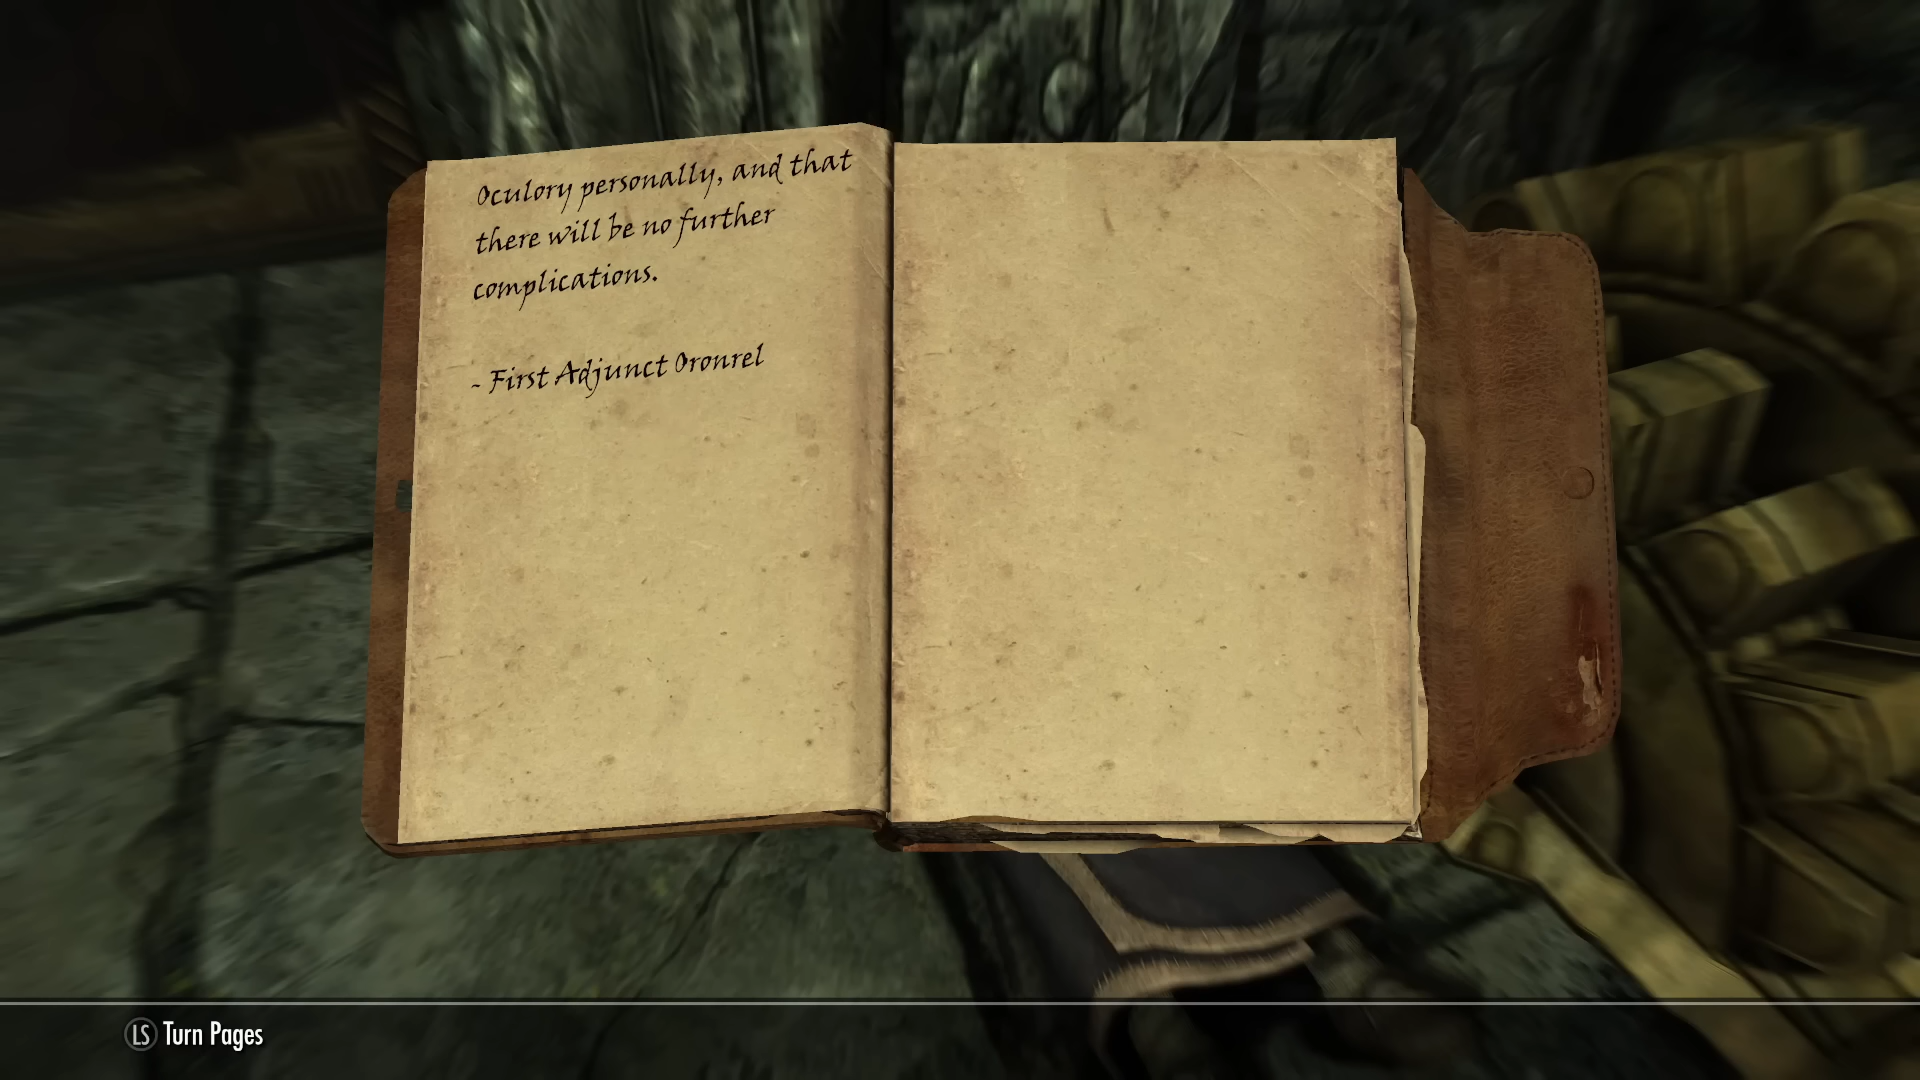 Oculory personally, and that
there will be no further
complications.
- First Adjunct Oronrel
LS Turn Pages